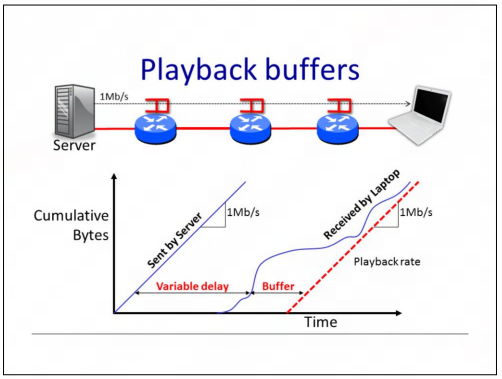 Playback buffers
1Mb/s
Server
Cumulative
Bytes
Sent by Server
1Mb/s
Received by Laptop
1Mb/s
Playback rate
Variable delay
Buffer
Time